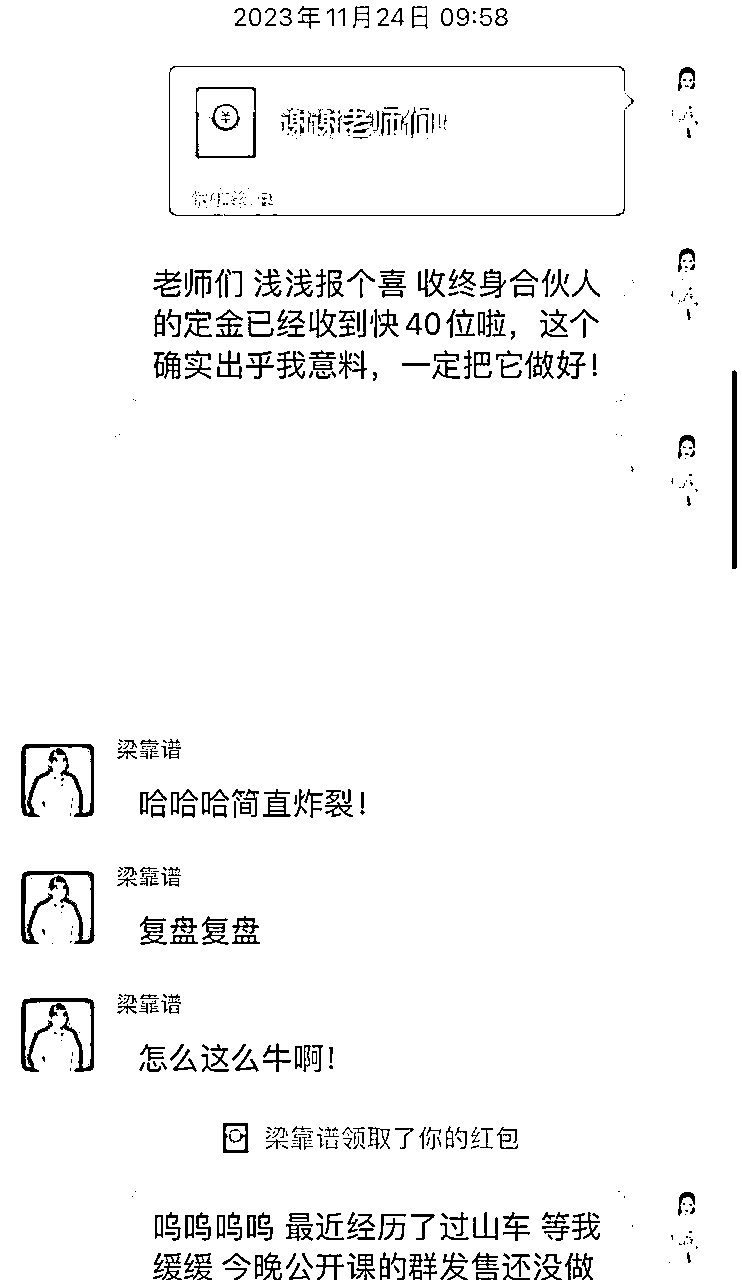 2023年11月24日 09:58
谢谢老师们!
老师们 浅浅报个喜 收终身合伙人
的定金已经收到快40位啦，这个
确实出乎我意料，一定把它做好！
梁靠谱
哈哈哈简直炸裂！
梁靠谱
复盘复盘
梁靠谱
怎么这么牛啊！
梁靠谱领取了你的红包
呜呜呜呜 最近经历了过山车 等我
缓缓 今晚公开课的群发售还没做